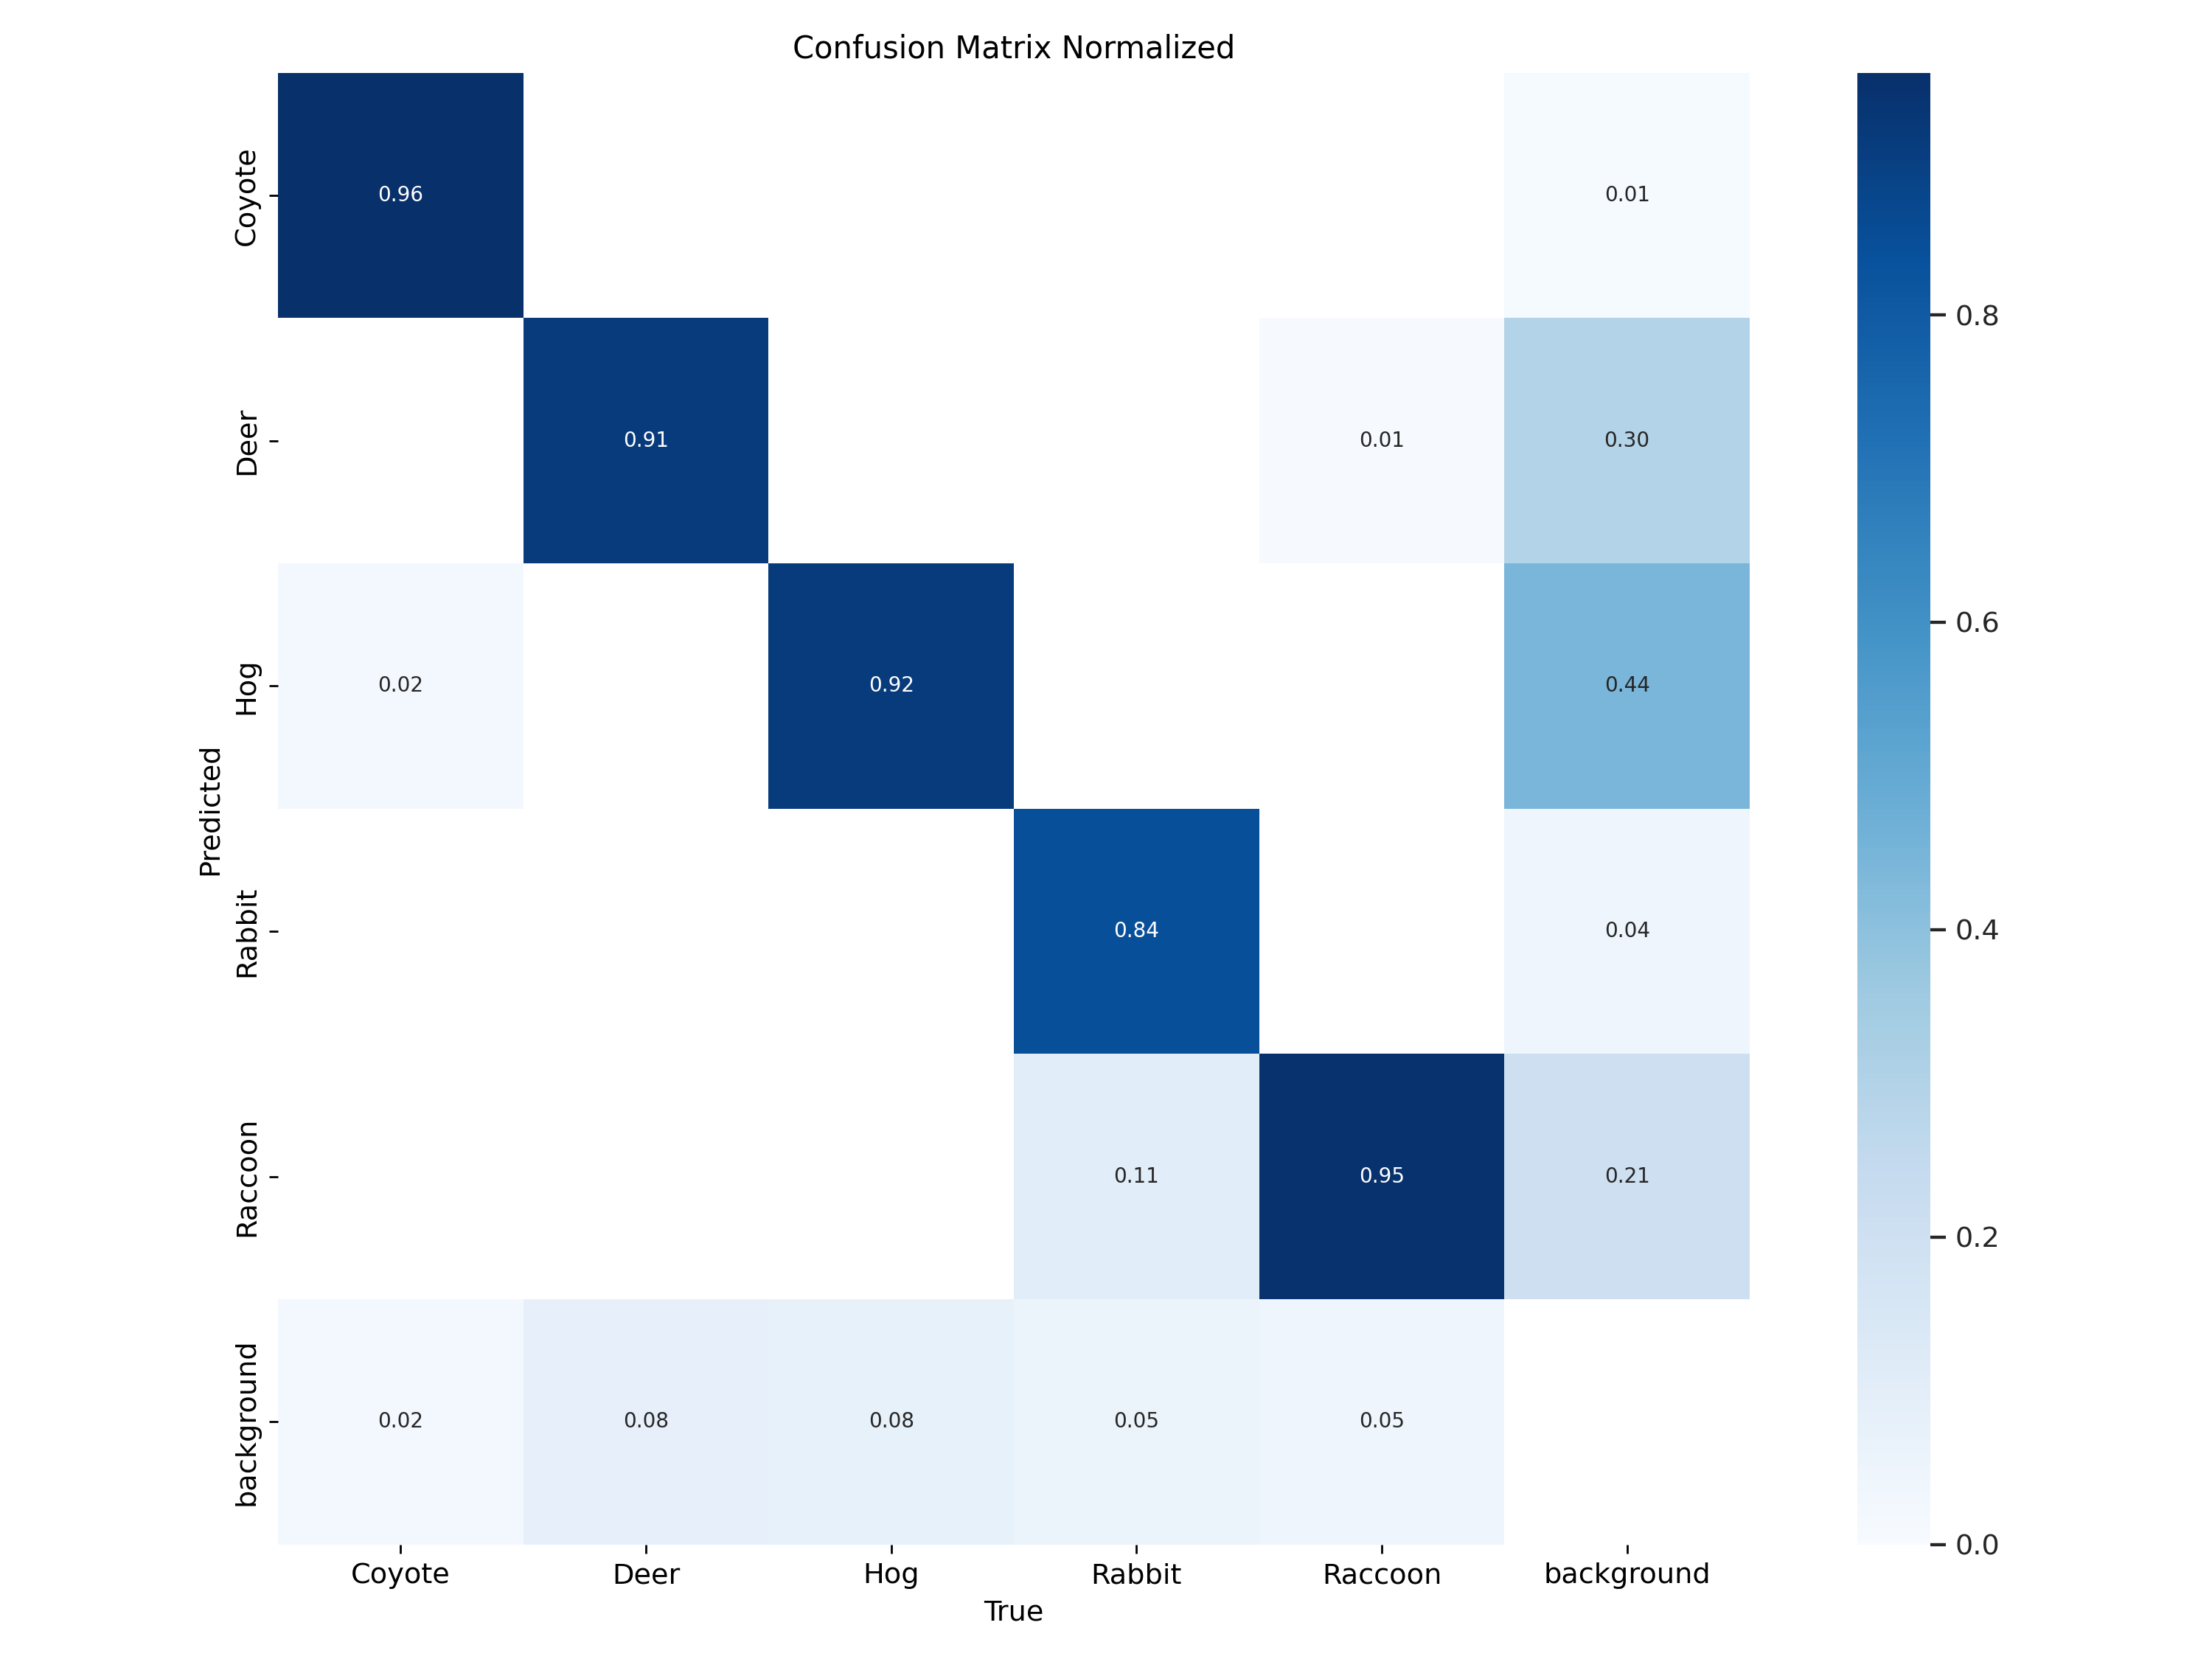 Confusion Matrix Normalized
Coyote
0.96
0.01
Deer
0.91
0.01
0.30
0.8
Hog
0.02
0.92
0.44
0.6
Predicted
Rabbit
0.84
0.04
0.4
Raccoon
0.11
0.95
0.21
0.2
background
0.02
0.08
0.08
0.05
0.05
0.0
Coyote
Deer
Hog
Rabbit
Raccoon
background
True